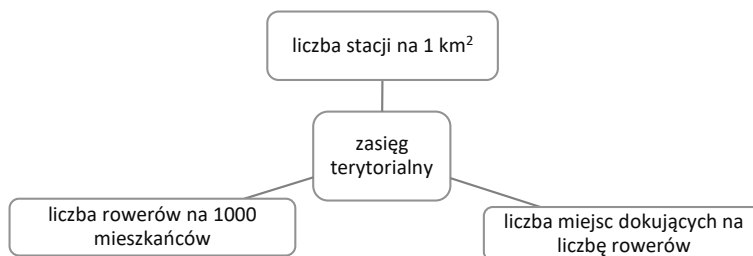 liczba stacji na 1 km²
zasięg
terytorialny
liczba rowerów na 1000
mieszkańców
liczba miejsc dokujących na
liczbę rowerów